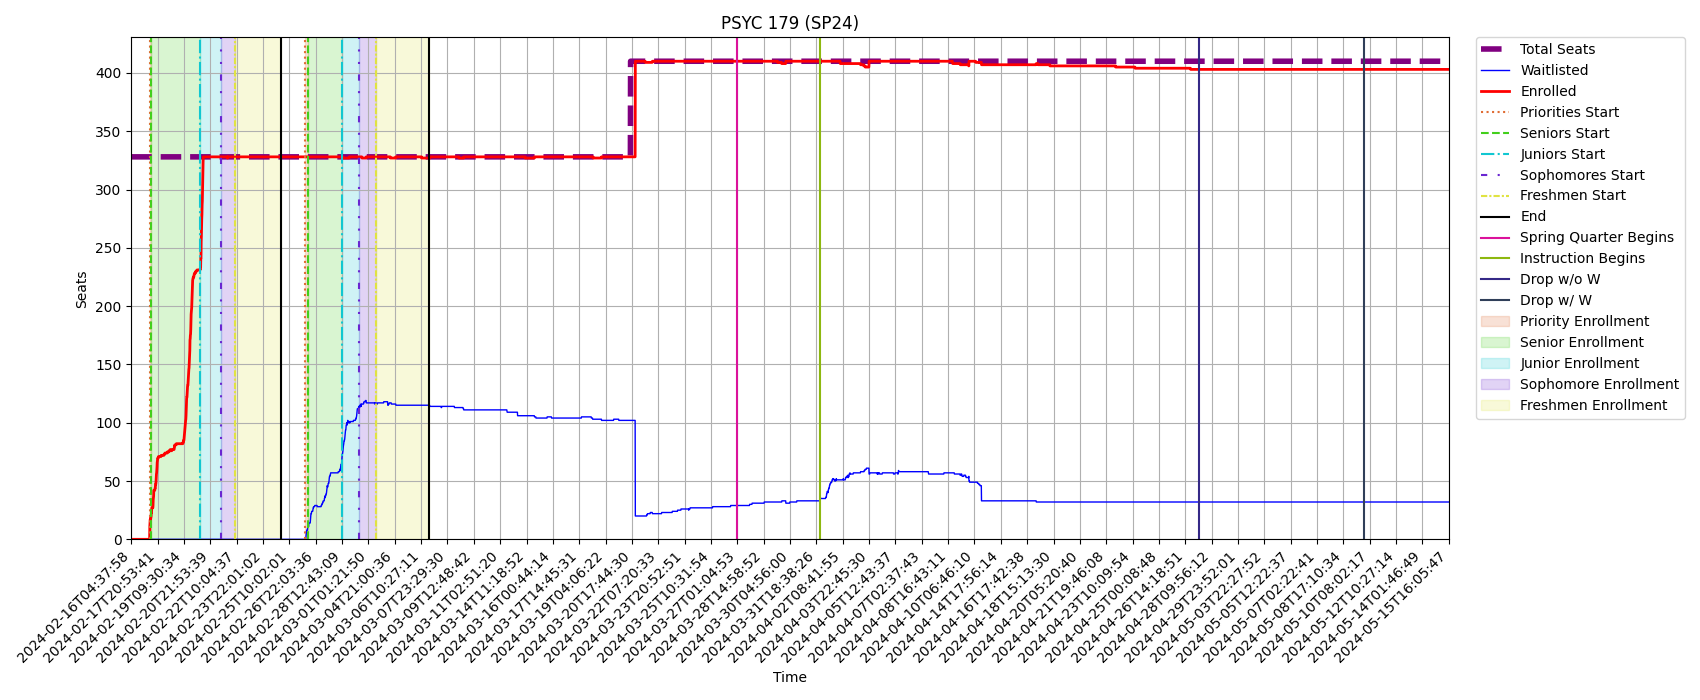 PSYC 179 (SP24)
Seats
400
350
300
250
200
150
100
50
0
2024-02-16T04:37:58
2024-02-17T20:53:41
2024-02-19T09:30:34
2024-02-20T21:53:39
2024-02-22T10:04:37
2024-02-23T22:01:02
2024-02-25T10:02:01
2024-02-26T22:03:36
2024-02-28T12:43:09
2024-03-01T01:21:50
2024-03-04T21:00:36
2024-03-06T10:27:11
2024-03-07T23:29:30
2024-03-09T12:48:42
2024-03-11T02:51:20
2024-03-14T11:18:52
2024-03-16T00:44:14
2024-03-17T14:45:31
2024-03-19T04:06:22
2024-03-20T17:44:30
2024-03-22T07:20:33
2024-03-23T20:52:51
2024-03-25T10:31:54
2024-03-27T01:04:53
2024-03-28T14:58:52
2024-03-30T04:56:00
2024-03-31T18:38:26
2024-04-02T08:41:55
2024-04-03T22:45:30
2024-04-05T12:43:37
2024-04-07T02:37:43
2024-04-08T16:43:11
2024-04-10T06:46:10
2024-04-14T17:56:14
2024-04-16T17:42:38
2024-04-18T15:13:30
2024-04-20T05:20:40
2024-04-21T19:46:08
2024-04-23T10:09:54
2024-04-25T00:08:48
2024-04-26T14:18:51
2024-04-28T09:56:12
2024-04-29T23:52:01
2024-05-03T22:27:52
2024-05-05T12:22:37
2024-05-07T02:22:41
2024-05-08T17:10:34
2024-05-10T08:02:17
2024-05-12T10:27:14
2024-05-14T01:46:49
2024-05-15T16:05:47
Time
Total Seats
Waitlisted
Enrolled
Priorities Start
Seniors Start
Juniors Start
Sophomores Start
Freshmen Start
End
Spring Quarter Begins
Instruction Begins
Drop w/o W
Drop w/ W
Priority Enrollment
Senior Enrollment
Junior Enrollment
Sophomore Enrollment
Freshmen Enrollment